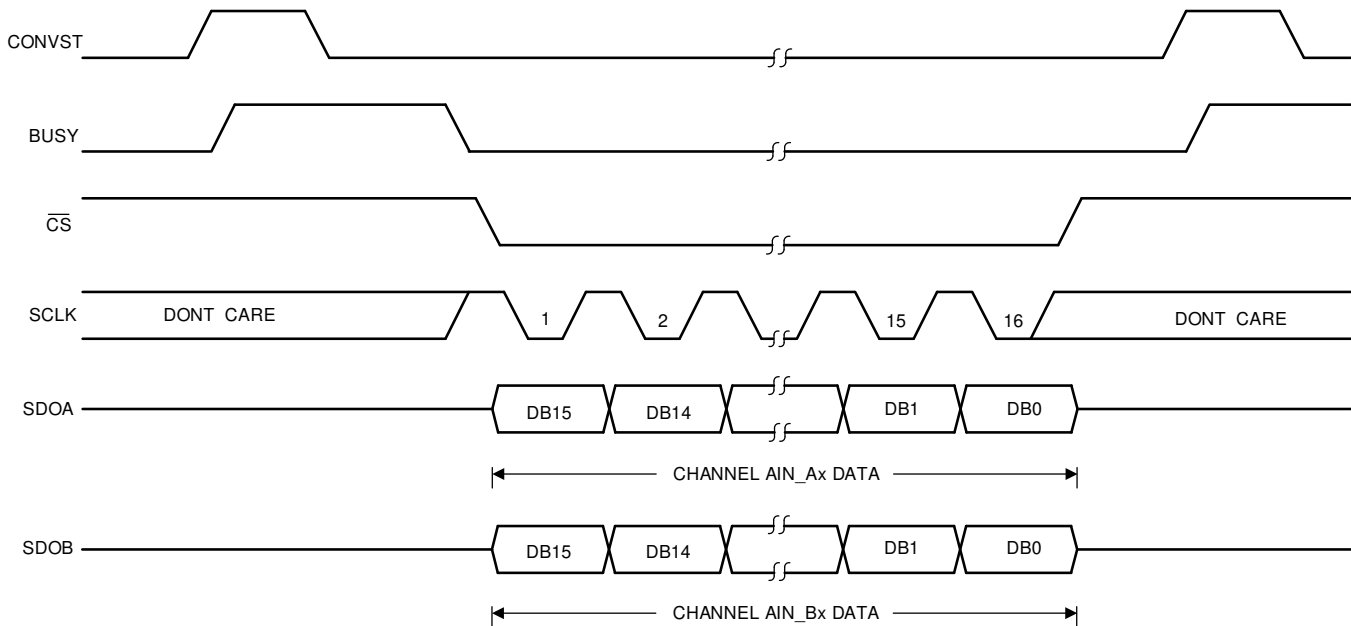 CONVST
BUSY
CS
SCLK
DONT CARE
1
2
15
16
DONT CARE
SDOA
DB15
DB14
DB1
DB0
CHANNEL AIN_Ax DATA
SDOB
DB15
DB14
DB1
DB0
CHANNEL AIN_Bx DATA